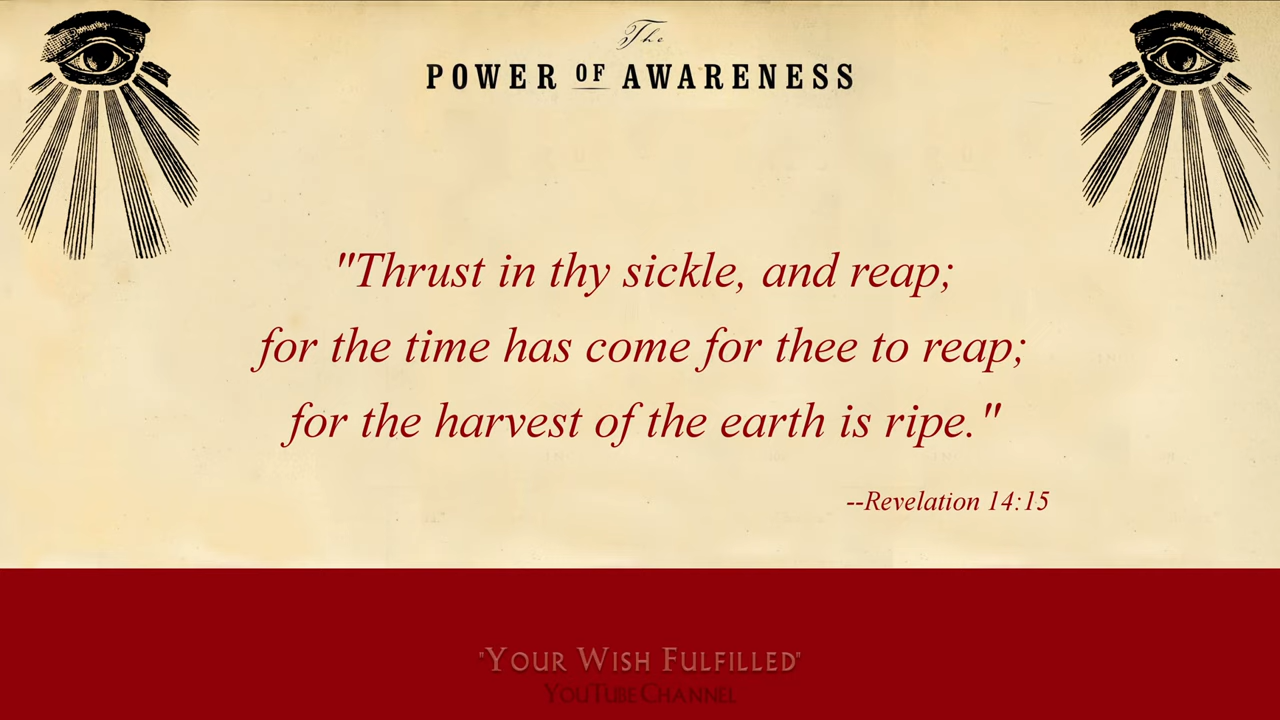 The
POWER OF AWARENESS
"Thrust in thy sickle, and reap;
for the time has come for thee to reap;
for the harvest of the earth is ripe."
--Revelation 14:15
"Your Wish Fulfilled"
YouTube Channel